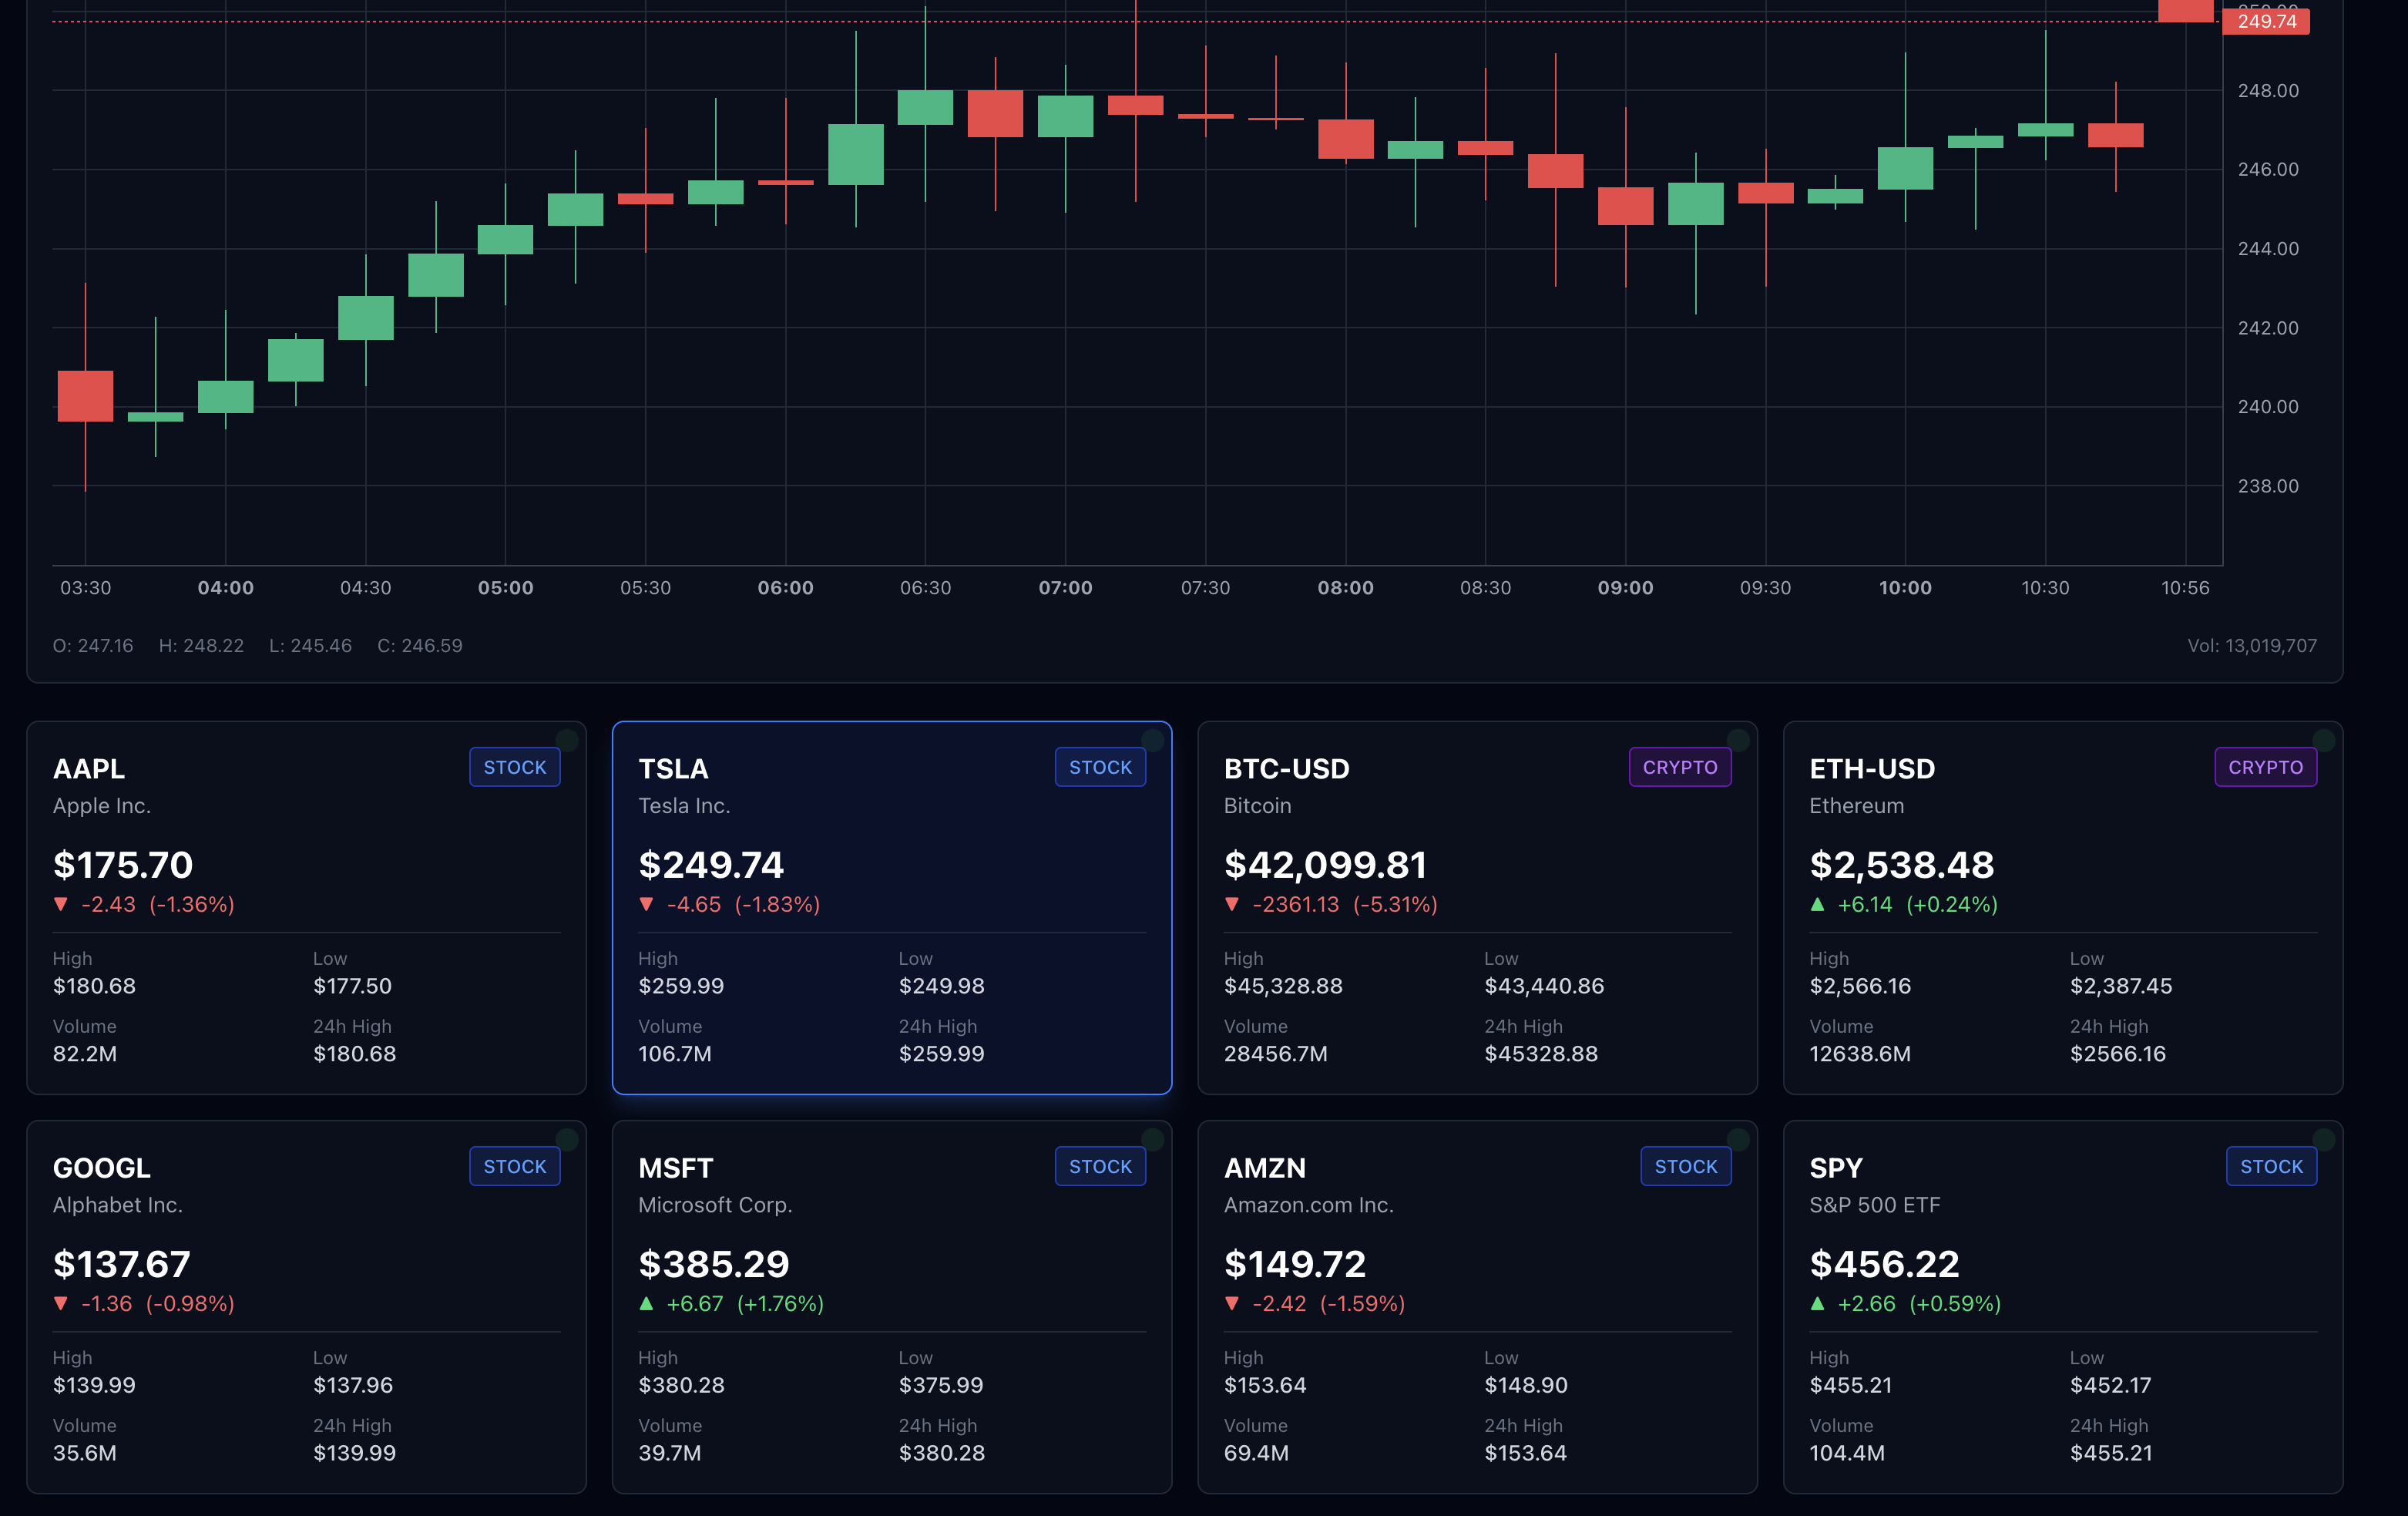 249.74
248.00
246.00
244.00
242.00
240.00
238.00
03:30 04:00 04:30 05:00 05:30 06:00 06:30 07:00 07:30 08:00 08:30 09:00 09:30 10:00 10:30 10:56
O: 247.16 H: 248.22 L: 245.46 C: 246.59 Vol: 13,019,707
AAPL STOCK
Apple Inc.
$175.70
▼ -2.43 (-1.36%)
High Low
$180.68 $177.50
Volume 24h High
82.2M $180.68
TSLA STOCK
Tesla Inc.
$249.74
▼ -4.65 (-1.83%)
High Low
$259.99 $249.98
Volume 24h High
106.7M $259.99
BTC-USD CRYPTO
Bitcoin
$42,099.81
▼ -2361.13 (-5.31%)
High Low
$45,328.88 $43,440.86
Volume 24h High
28456.7M $45328.88
ETH-USD CRYPTO
Ethereum
$2,538.48
▲ +6.14 (+0.24%)
High Low
$2,566.16 $2,387.45
Volume 24h High
12638.6M $2566.16
GOOGL STOCK
Alphabet Inc.
$137.67
▼ -1.36 (-0.98%)
High Low
$139.99 $137.96
Volume 24h High
35.6M $139.99
MSFT STOCK
Microsoft Corp.
$385.29
▲ +6.67 (+1.76%)
High Low
$380.28 $375.99
Volume 24h High
39.7M $380.28
AMZN STOCK
Amazon.com Inc.
$149.72
▼ -2.42 (-1.59%)
High Low
$153.64 $148.90
Volume 24h High
69.4M $153.64
SPY STOCK
S&P 500 ETF
$456.22
▲ +2.66 (+0.59%)
High Low
$455.21 $452.17
Volume 24h High
104.4M $455.21